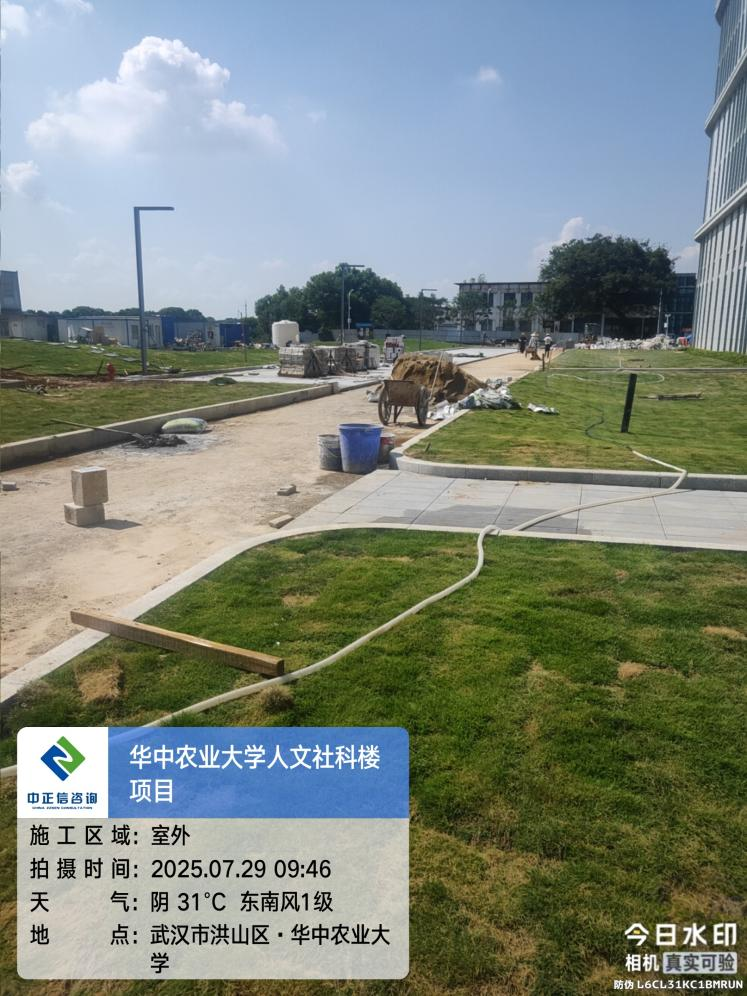 华中农业大学人文社科楼
项目
中正信咨询
施工区域：室外
拍摄时间：2025.07.29 09:46
天气：阴 31℃ 东南风1级
地点：武汉市洪山区·华中农业大
学
今日水印
相机 真实可验
防伪 L6CL31KC1BMRUN